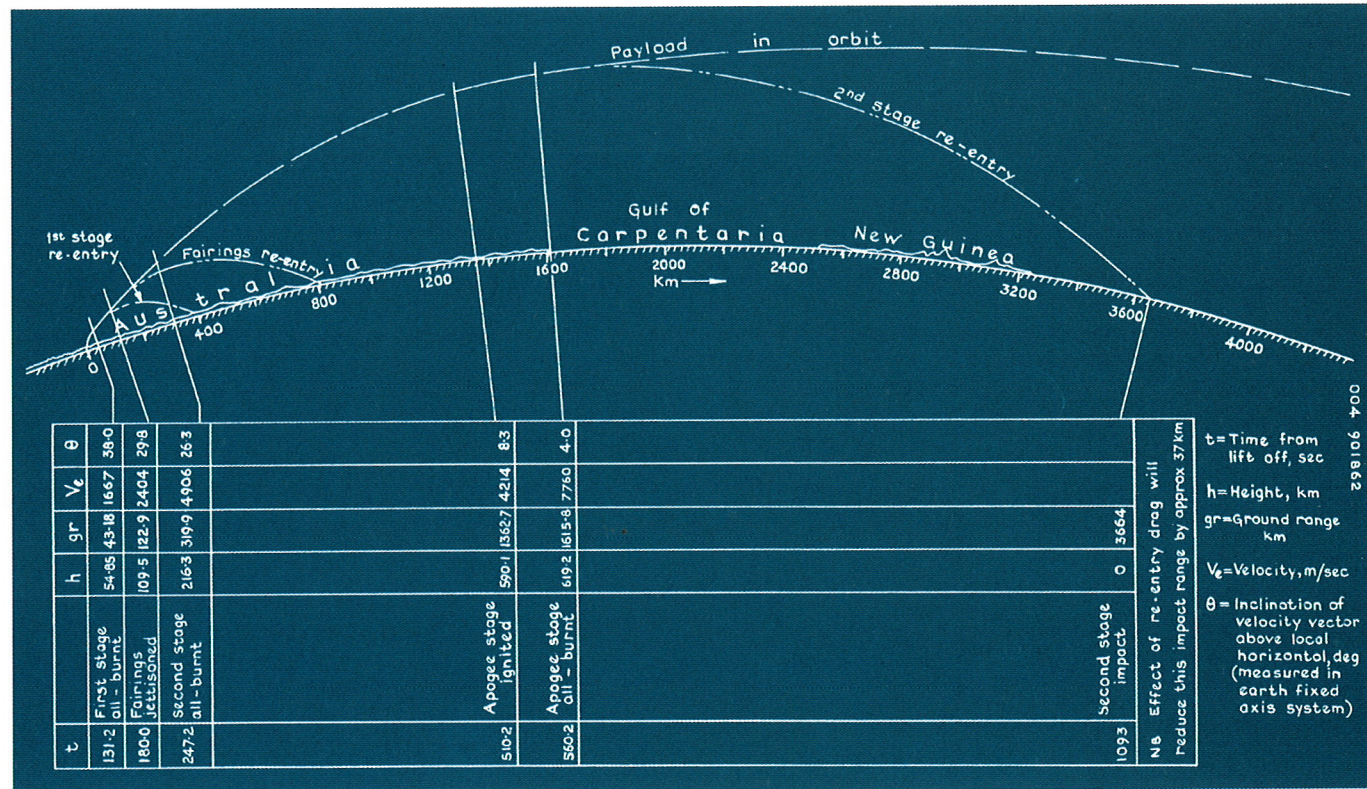 Payload in orbit
2nd stage re-entry
1st stage
re-entry
Fairings re-entry
Australia
Gulf of
Carpentaria
New Guinea
0
400
800
1200
1600
2000
2400
2800
3200
3600
4000
Km
θ 38·0 29·8 26·3 8·3 4·0
Ve 1667 2404 4906 4214 7760
gr 43·18 122·9 319·9 1362·7 1615·8 3664
h 54·85 109·5 216·3 590·1 619·2 0
First stage
all-burnt
Fairings
jettisoned
Second stage
all-burnt
Apogee stage
ignited
Apogee stage
all-burnt
Second stage
impact
t 131·2 180·0 247·2 510·2 560·2 1093
NB Effect of re-entry drag will
reduce this impact range by approx 37km
t=Time from
lift off, sec
h=Height, km
gr=Ground range
km
Ve=Velocity, m/sec
θ= Inclination of
velocity vector
above local
horizontal, deg
(measured in
earth fixed
axis system)
004 901862